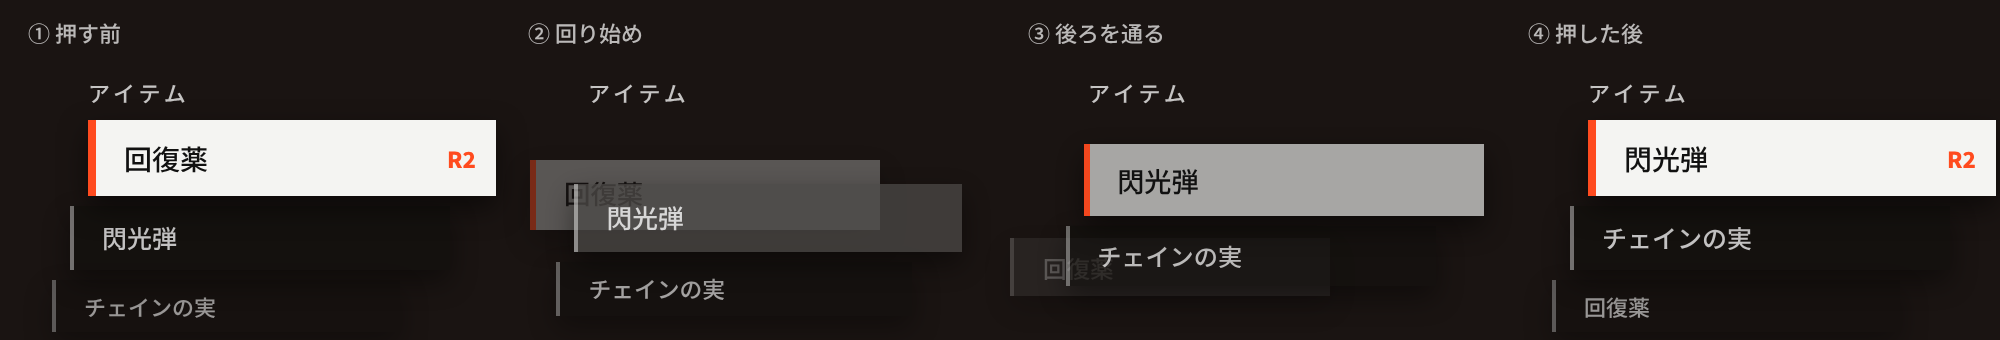 ① 押す前
アイテム
回復薬 R2
閃光弾
チェインの実
② 回り始め
アイテム
回復薬
閃光弾
チェインの実
③ 後ろを通る
アイテム
閃光弾
チェインの実
回復薬
④ 押した後
アイテム
閃光弾 R2
チェインの実
回復薬